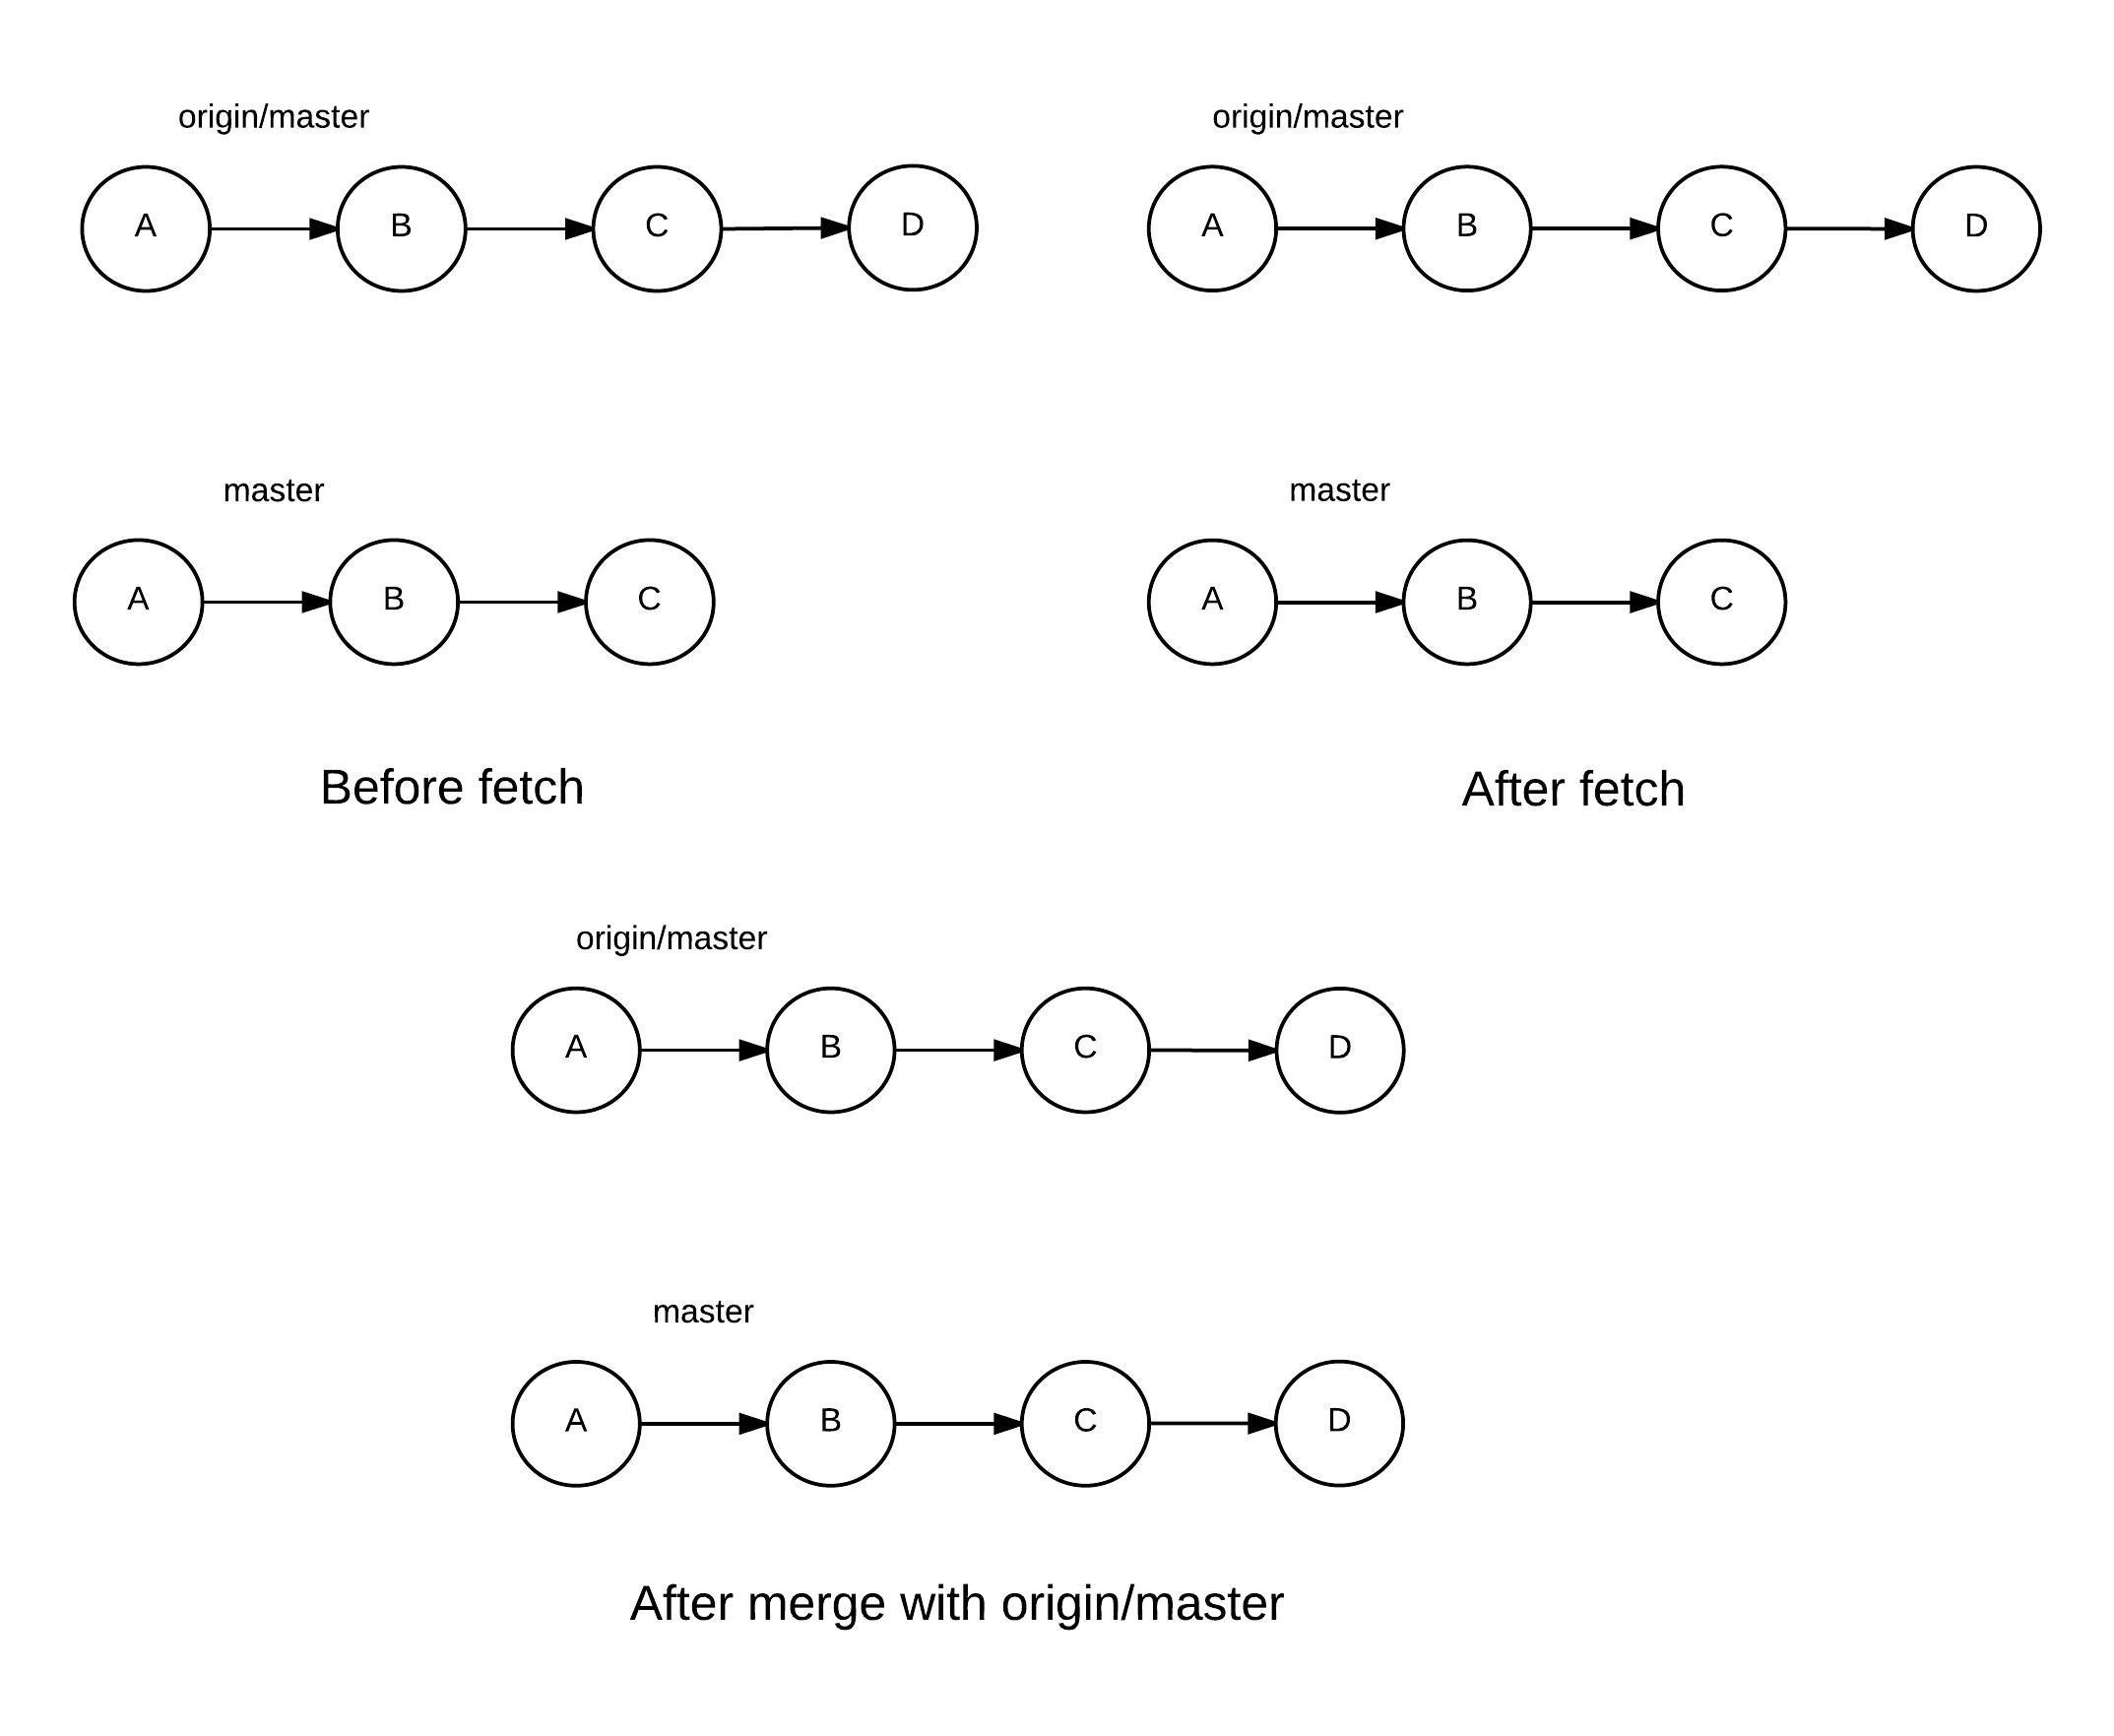 origin/master
A B C D
master
A B C
Before fetch
origin/master
A B C D
master
A B C
After fetch
origin/master
A B C D
master
A B C D
After merge with origin/master